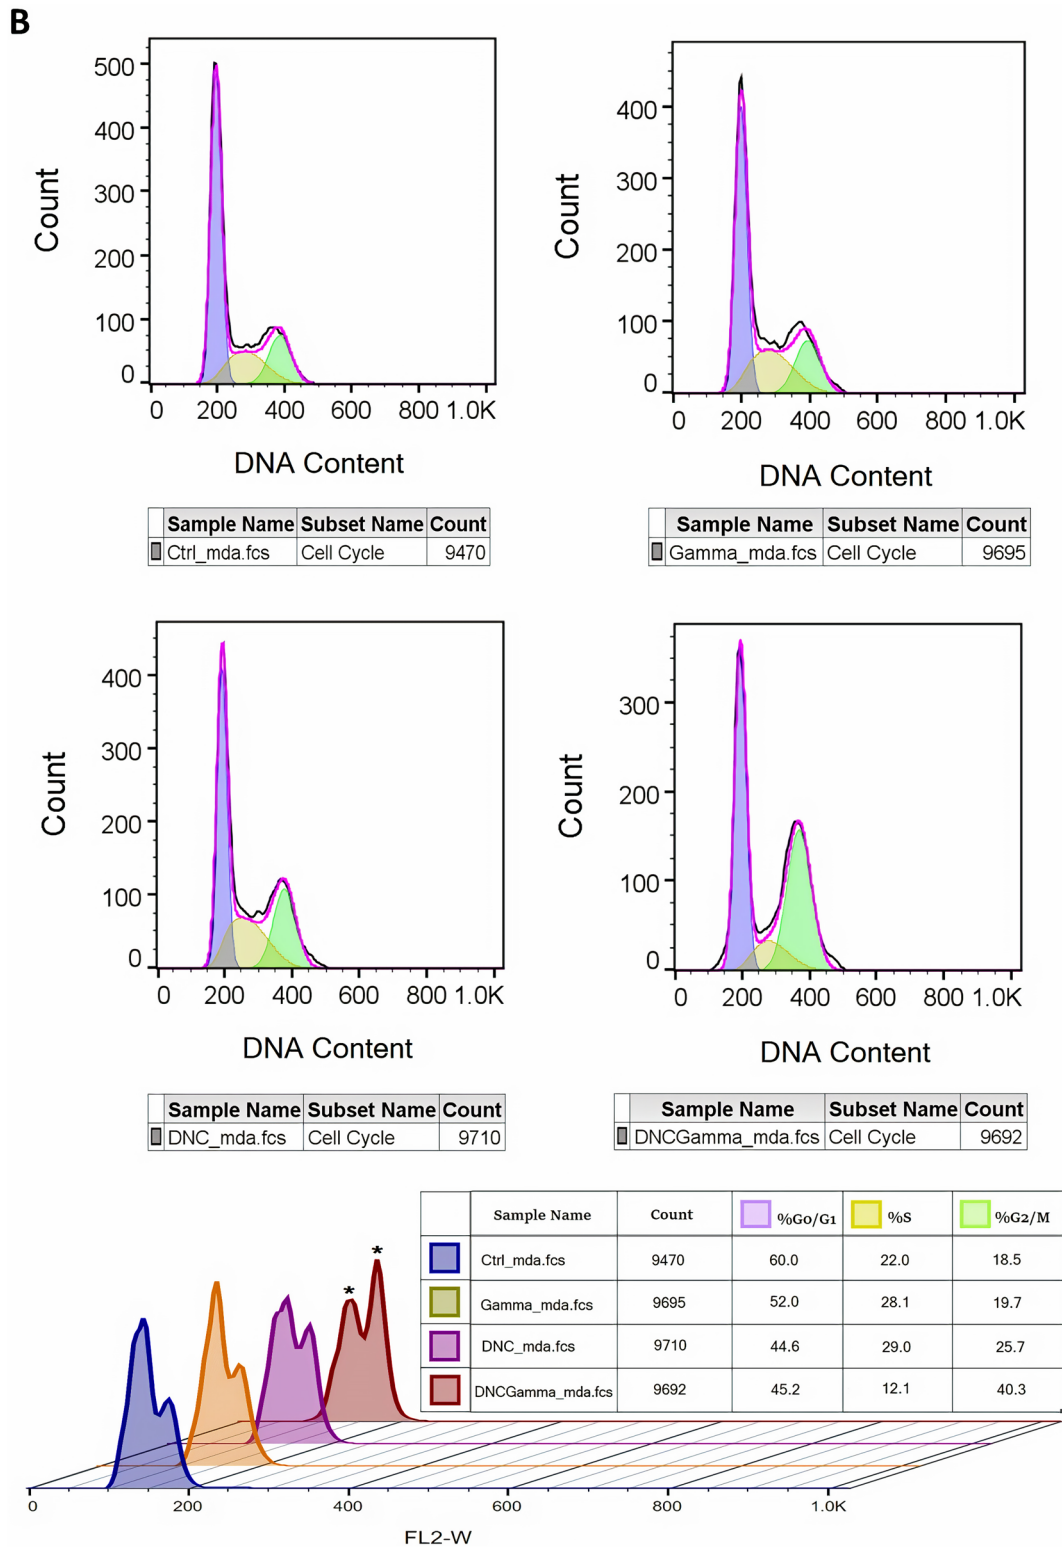 B
500
400
300
200
100
0
Count
0 200 400 600 800 1.0K
DNA Content
Sample Name Subset Name Count
Ctrl_mda.fcs Cell Cycle 9470
400
300
200
100
0
Count
0 200 400 600 800 1.0K
DNA Content
Sample Name Subset Name Count
Gamma_mda.fcs Cell Cycle 9695
400
300
200
100
0
Count
0 200 400 600 800 1.0K
DNA Content
Sample Name Subset Name Count
DNC_mda.fcs Cell Cycle 9710
300
200
100
0
Count
0 200 400 600 800 1.0K
DNA Content
Sample Name Subset Name Count
DNCGamma_mda.fcs Cell Cycle 9692
Sample Name Count %G0/G1 %S %G2/M
Ctrl_mda.fcs 9470 60.0 22.0 18.5
Gamma_mda.fcs 9695 52.0 28.1 19.7
DNC_mda.fcs 9710 44.6 29.0 25.7
DNCGamma_mda.fcs 9692 45.2 12.1 40.3
* *
0 200 400 600 800 1.0K
FL2-W